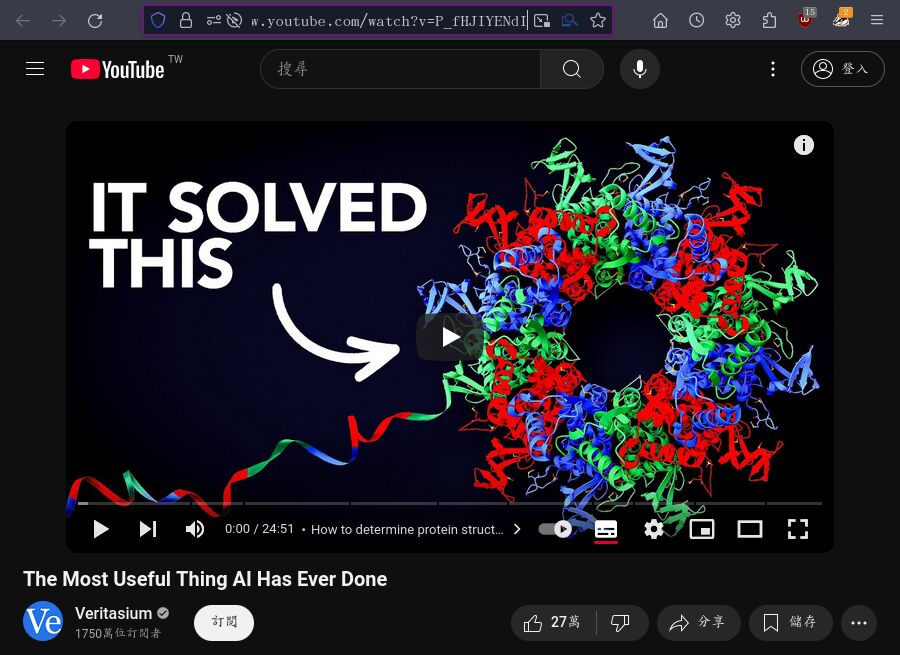 w.youtube.com/watch?v=P_fHJIYENdI
15
2
YouTube TW
搜尋
登入
IT SOLVED
THIS
0:00 / 24:51 • How to determine protein struct...
The Most Useful Thing AI Has Ever Done
Ve
Veritasium
1750萬位訂閱者
訂閱
27萬
分享
儲存